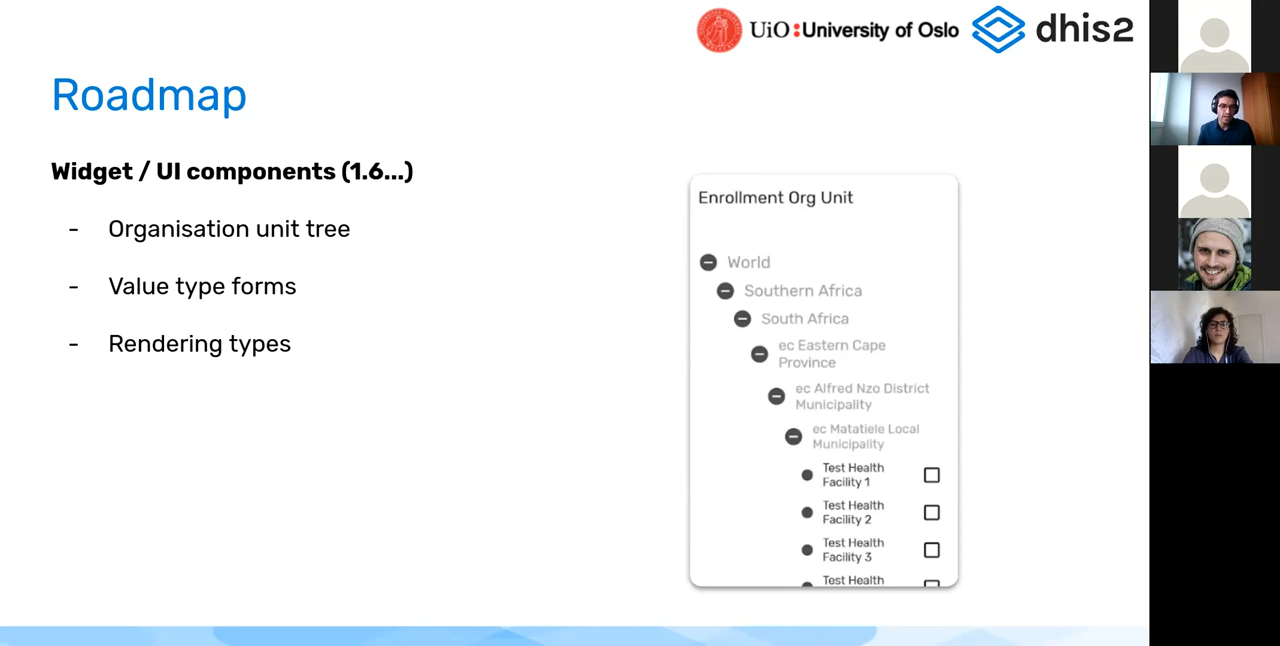 UiO:University of Oslo
dhis2
Roadmap
Widget / UI components (1.6...)
- Organisation unit tree
- Value type forms
- Rendering types
Enrollment Org Unit
World
Southern Africa
South Africa
ec Eastern Cape
Province
ec Alfred Nzo District
Municipality
ec Matatiele Local
Municipality
Test Health
Facility 1
Test Health
Facility 2
Test Health
Facility 3
Test Health